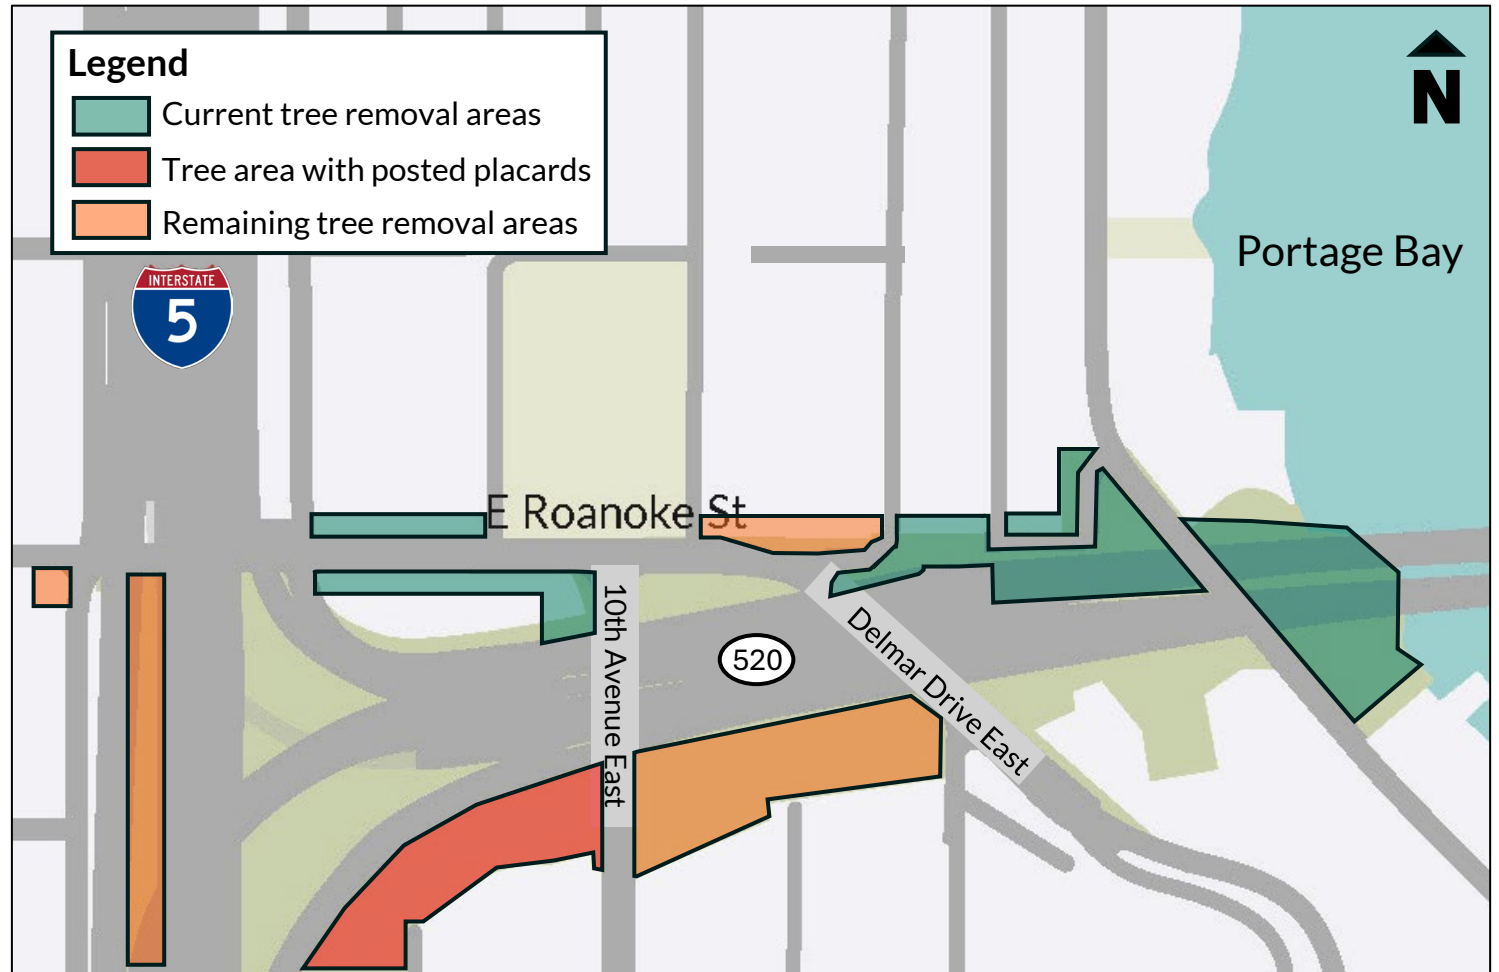 Legend
Current tree removal areas
Tree area with posted placards
Remaining tree removal areas
N
Portage Bay
INTERSTATE
5
E Roanoke St
10th Avenue East
520
Delmar Drive East